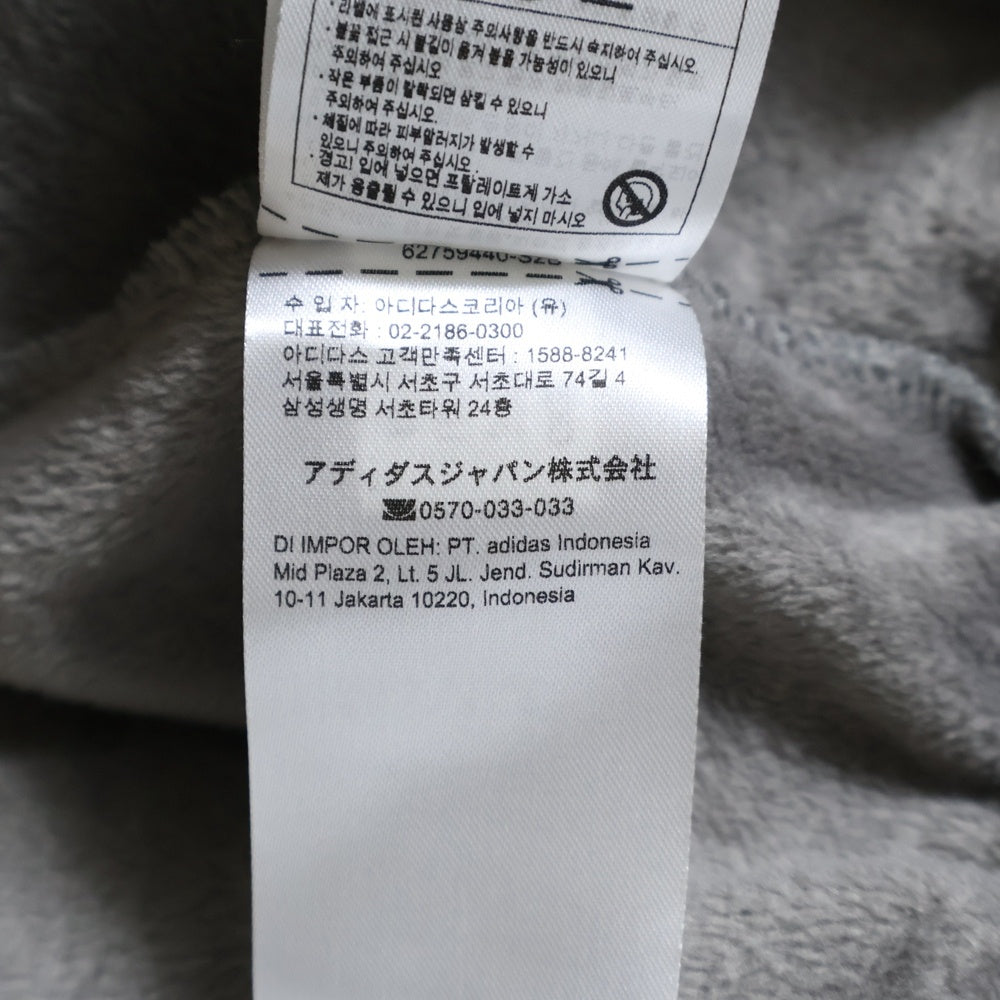 · 라벨에 표시된 사용상 주의사항을 반드시 숙지하여 주십시오.
· 불꽃 접근 시 불길이 옮겨 붙을 가능성이 있으니
주의하여 주십시오
· 작은 부품이 탈락되면 삼킬 수 있으니
주의하여 주십시오.
· 체질에 따라 피부알러지가 발생할 수
있으니 주의하여 주십시오.
· 경고! 입에 넣으면 프탈레이트계 가소
제가 용출될 수 있으니 입에 넣지 마시오
수 입 자: 아디다스코리아 (유)
대표전화 : 02-2186-0300
아디다스 고객만족센터 : 1588-8241
서울특별시 서초구 서초대로 74길 4
삼성생명 서초타워 24층
アディダスジャパン株式会社
0570-033-033
DI IMPOR OLEH: PT. adidas Indonesia
Mid Plaza 2, Lt. 5 JL. Jend. Sudirman Kav.
10-11 Jakarta 10220, Indonesia